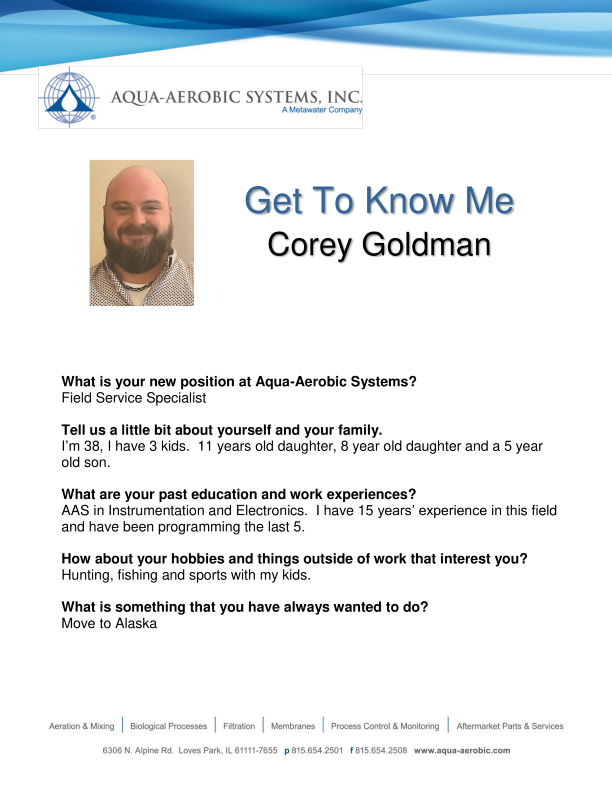 AQUA-AEROBIC SYSTEMS, INC.
A Metawater Company
®
Get To Know Me
Corey Goldman
What is your new position at Aqua-Aerobic Systems?
Field Service Specialist
Tell us a little bit about yourself and your family.
I'm 38, I have 3 kids.  11 years old daughter, 8 year old daughter and a 5 year
old son.
What are your past education and work experiences?
AAS in Instrumentation and Electronics.  I have 15 years' experience in this field
and have been programming the last 5.
How about your hobbies and things outside of work that interest you?
Hunting, fishing and sports with my kids.
What is something that you have always wanted to do?
Move to Alaska
Aeration & Mixing | Biological Processes | Filtration | Membranes | Process Control & Monitoring | Aftermarket Parts & Services
6306 N. Alpine Rd.  Loves Park, IL 61111-7655  p 815.654.2501  f 815.654.2508  www.aqua-aerobic.com